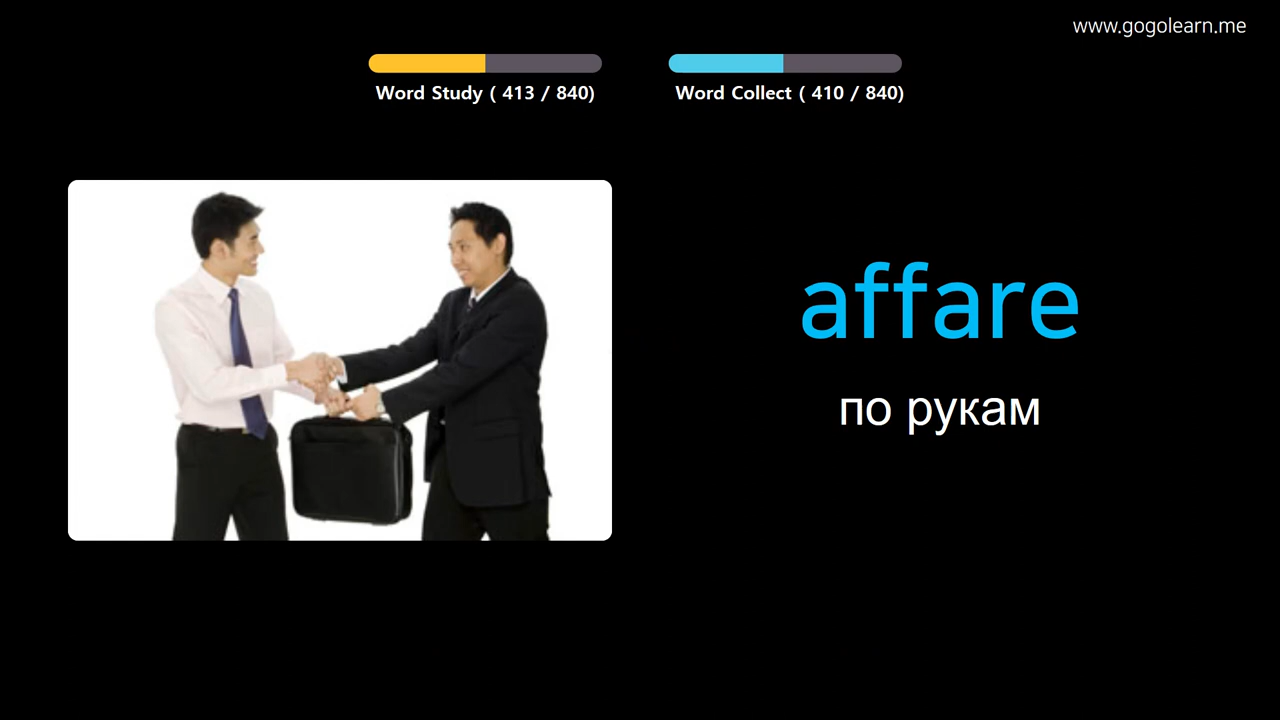 www.gogolearn.me
Word Study ( 413 / 840)
Word Collect ( 410 / 840)
affare
по рукам